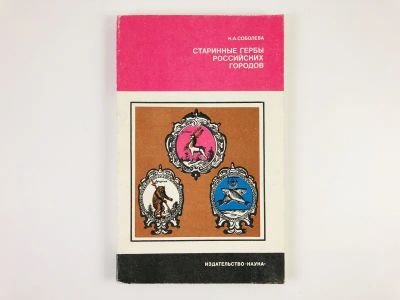 Н.А.СОБОЛЕВА
СТАРИННЫЕ ГЕРБЫ
РОССИЙСКИХ
ГОРОДОВ
ИЗДАТЕЛЬСТВО «НАУКА»